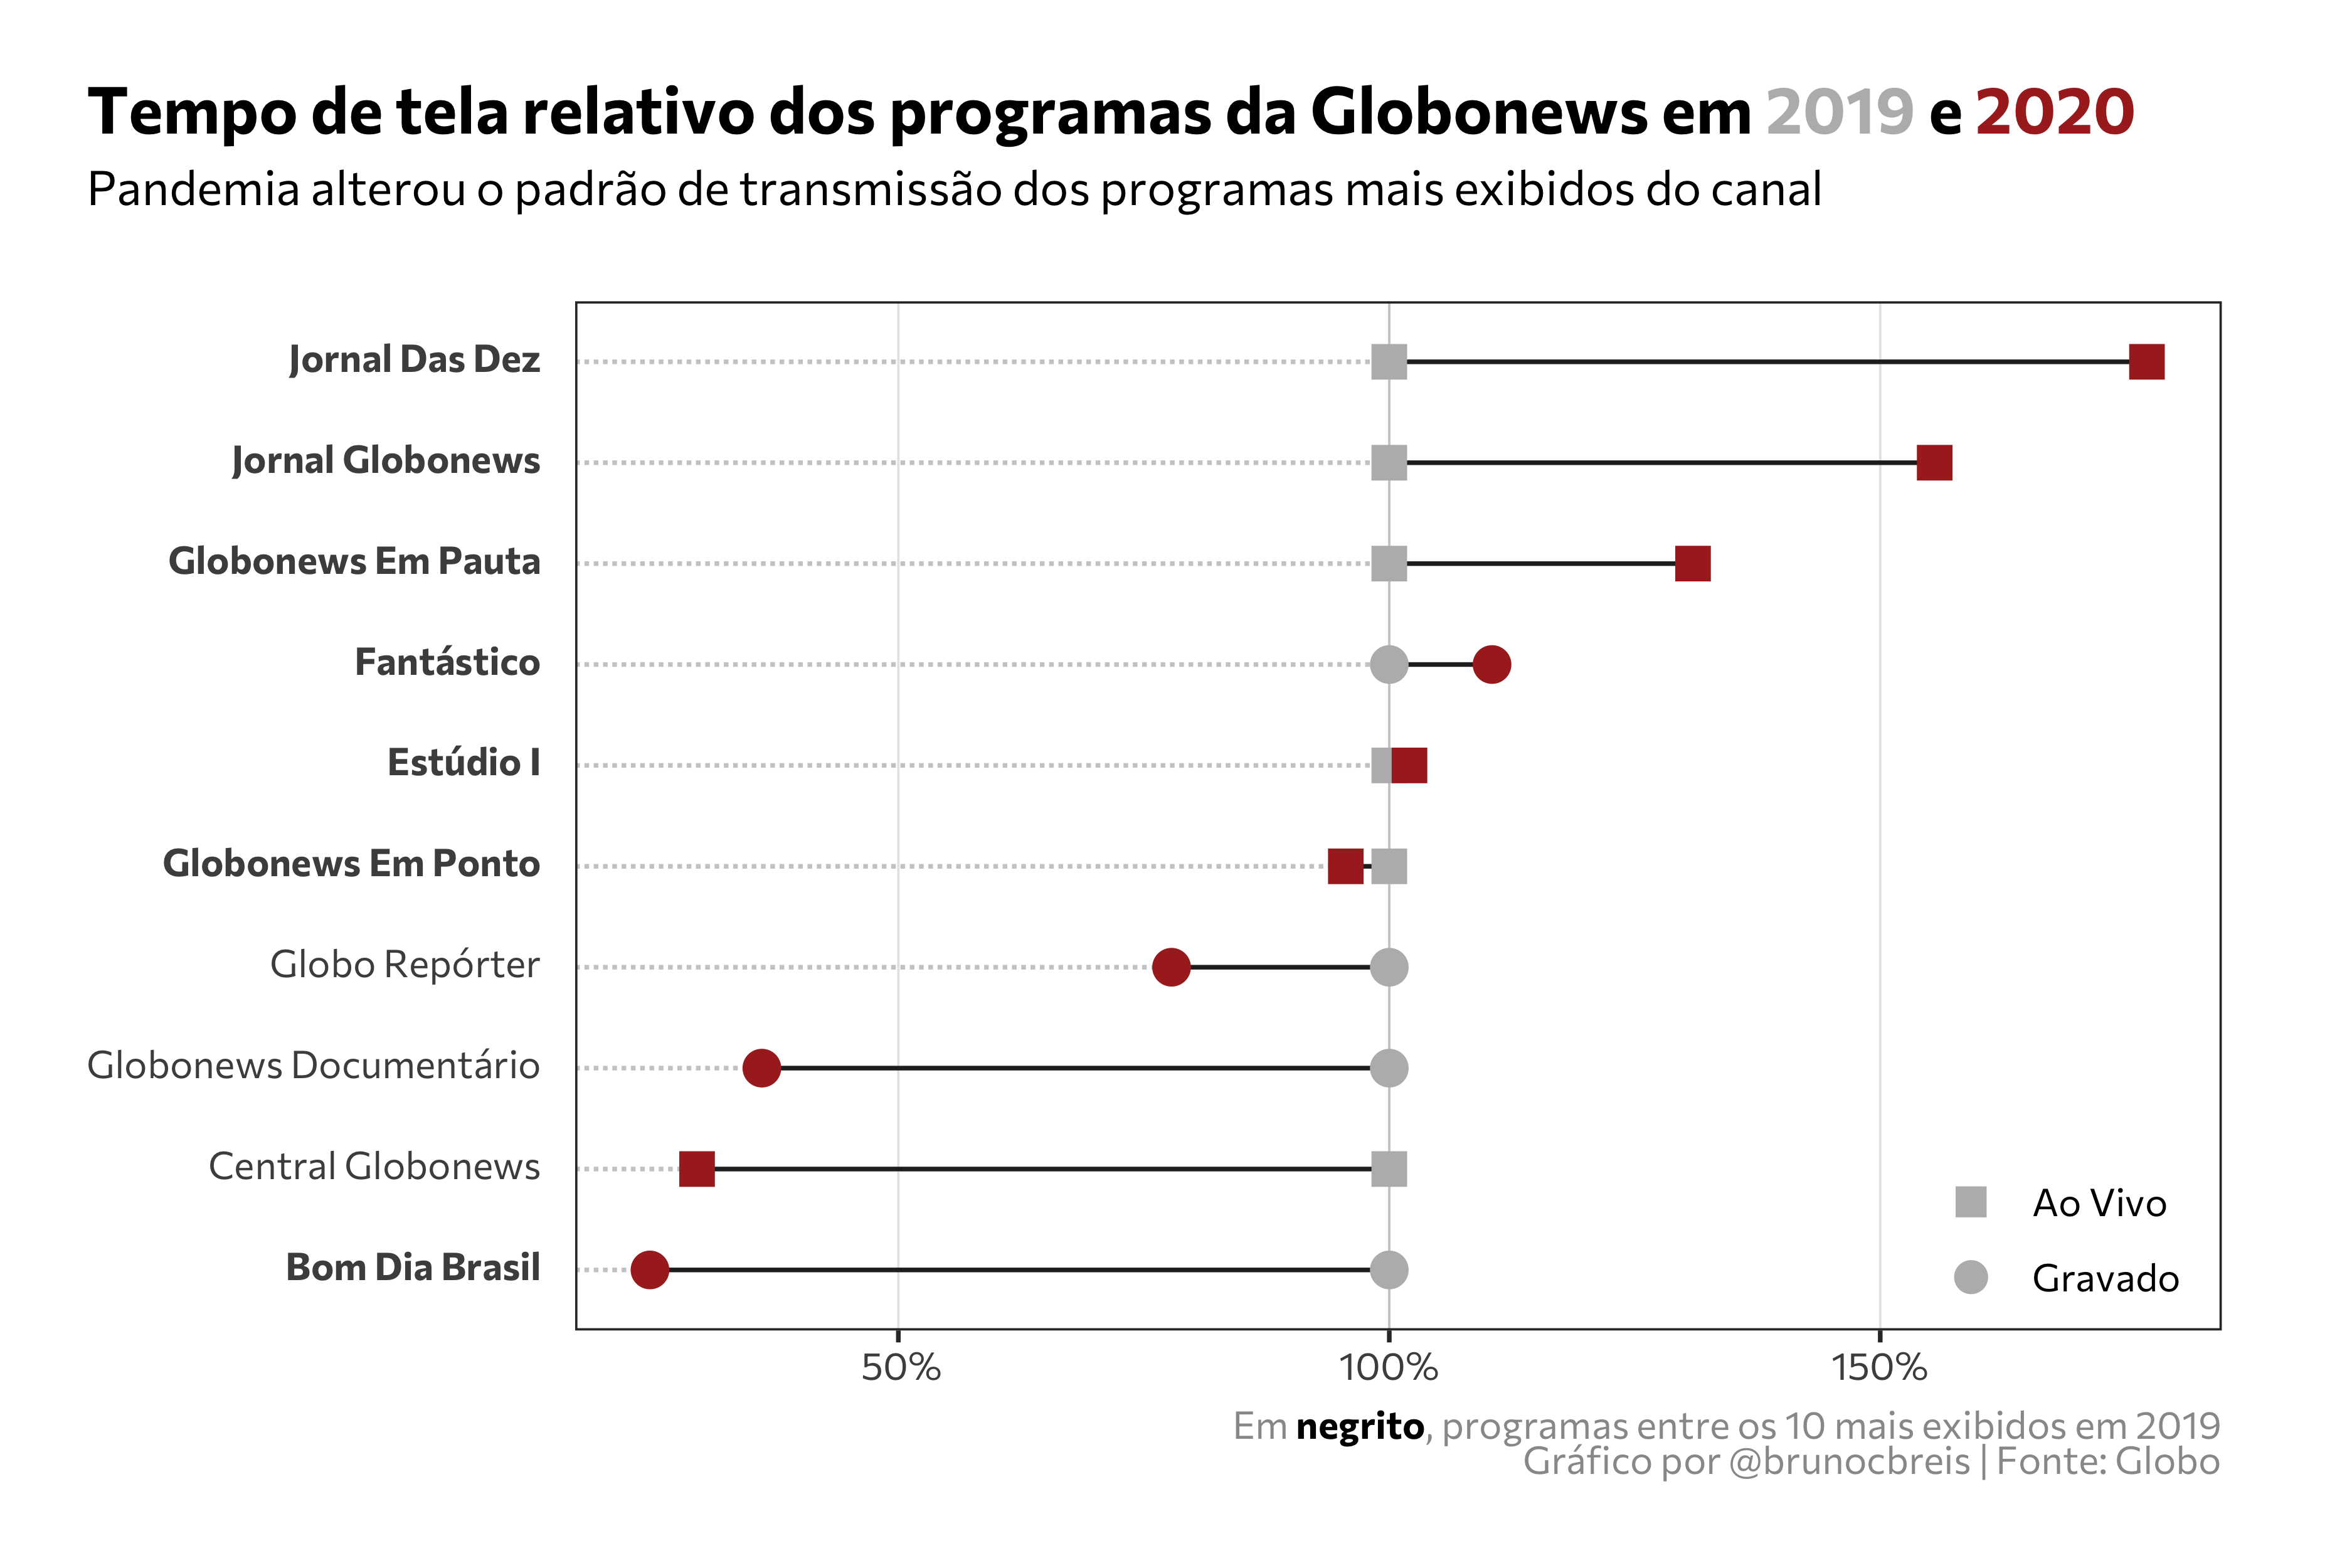 Tempo de tela relativo dos programas da Globonews em 2019 e 2020
Pandemia alterou o padrão de transmissão dos programas mais exibidos do canal
Jornal Das Dez
Jornal Globonews
Globonews Em Pauta
Fantástico
Estúdio I
Globonews Em Ponto
Globo Repórter
Globonews Documentário
Central Globonews
Bom Dia Brasil
Ao Vivo
Gravado
50% 100% 150%
Em negrito, programas entre os 10 mais exibidos em 2019
Gráfico por @brunocbreis | Fonte: Globo